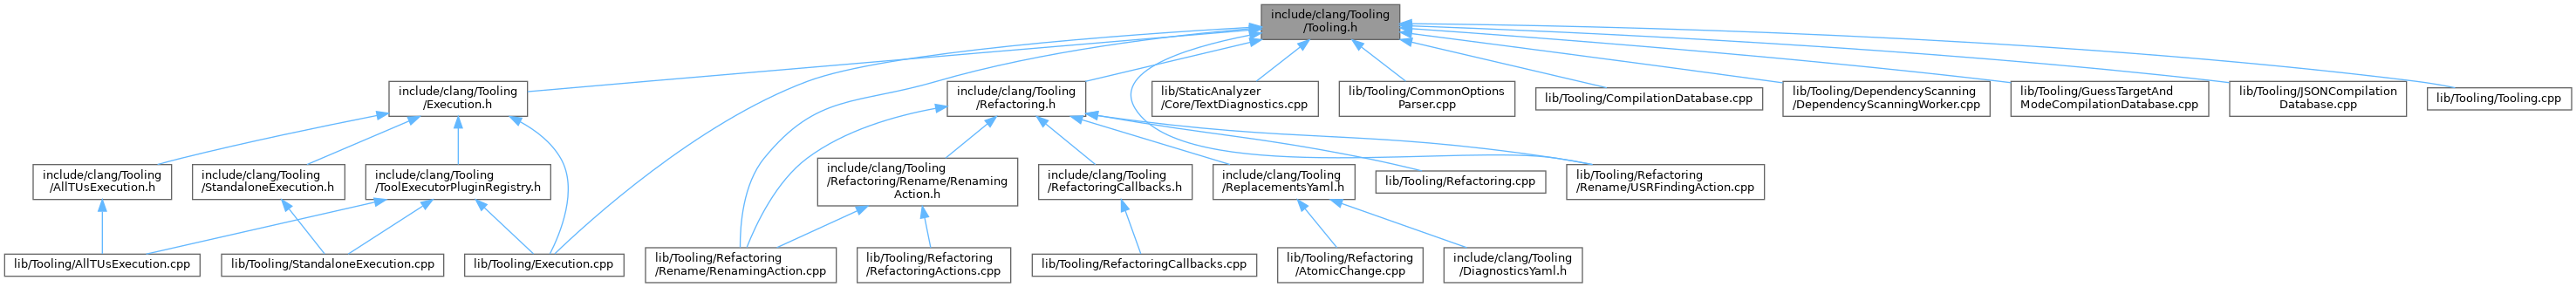 include/clang/Tooling
/Tooling.h
include/clang/Tooling
/Execution.h
include/clang/Tooling
/Refactoring.h
lib/StaticAnalyzer
/Core/TextDiagnostics.cpp
lib/Tooling/CommonOptions
Parser.cpp
lib/Tooling/CompilationDatabase.cpp
lib/Tooling/DependencyScanning
/DependencyScanningWorker.cpp
lib/Tooling/GuessTargetAnd
ModeCompilationDatabase.cpp
lib/Tooling/JSONCompilation
Database.cpp
lib/Tooling/Tooling.cpp
include/clang/Tooling
/AllTUsExecution.h
include/clang/Tooling
/StandaloneExecution.h
include/clang/Tooling
/ToolExecutorPluginRegistry.h
include/clang/Tooling
/Refactoring/Rename/Renaming
Action.h
include/clang/Tooling
/RefactoringCallbacks.h
include/clang/Tooling
/ReplacementsYaml.h
lib/Tooling/Refactoring.cpp
lib/Tooling/Refactoring
/Rename/USRFindingAction.cpp
lib/Tooling/AllTUsExecution.cpp
lib/Tooling/StandaloneExecution.cpp
lib/Tooling/Execution.cpp
lib/Tooling/Refactoring
/Rename/RenamingAction.cpp
lib/Tooling/Refactoring
/RefactoringActions.cpp
lib/Tooling/RefactoringCallbacks.cpp
lib/Tooling/Refactoring
/AtomicChange.cpp
include/clang/Tooling
/DiagnosticsYaml.h